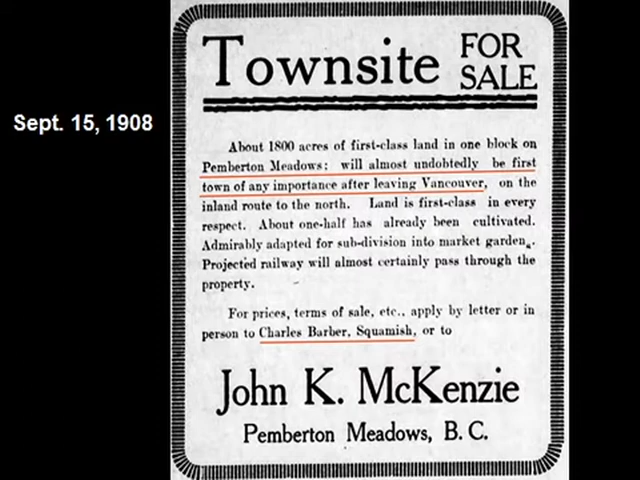 Sept. 15, 1908
Townsite FOR SALE
About 1800 acres of first-class land in one block on
Pemberton Meadows; will almost undobtedly be first
town of any importance after leaving Vancouver, on the
inland route to the north. Land is first-class in every
respect. About one-half has already been cultivated.
Admirably adapted for sub-division into market gardens.
Projected railway will almost certainly pass through the
property.
For prices, terms of sale, etc., apply by letter or in
person to Charles Barber, Squamish, or to
John K. McKenzie
Pemberton Meadows, B. C.